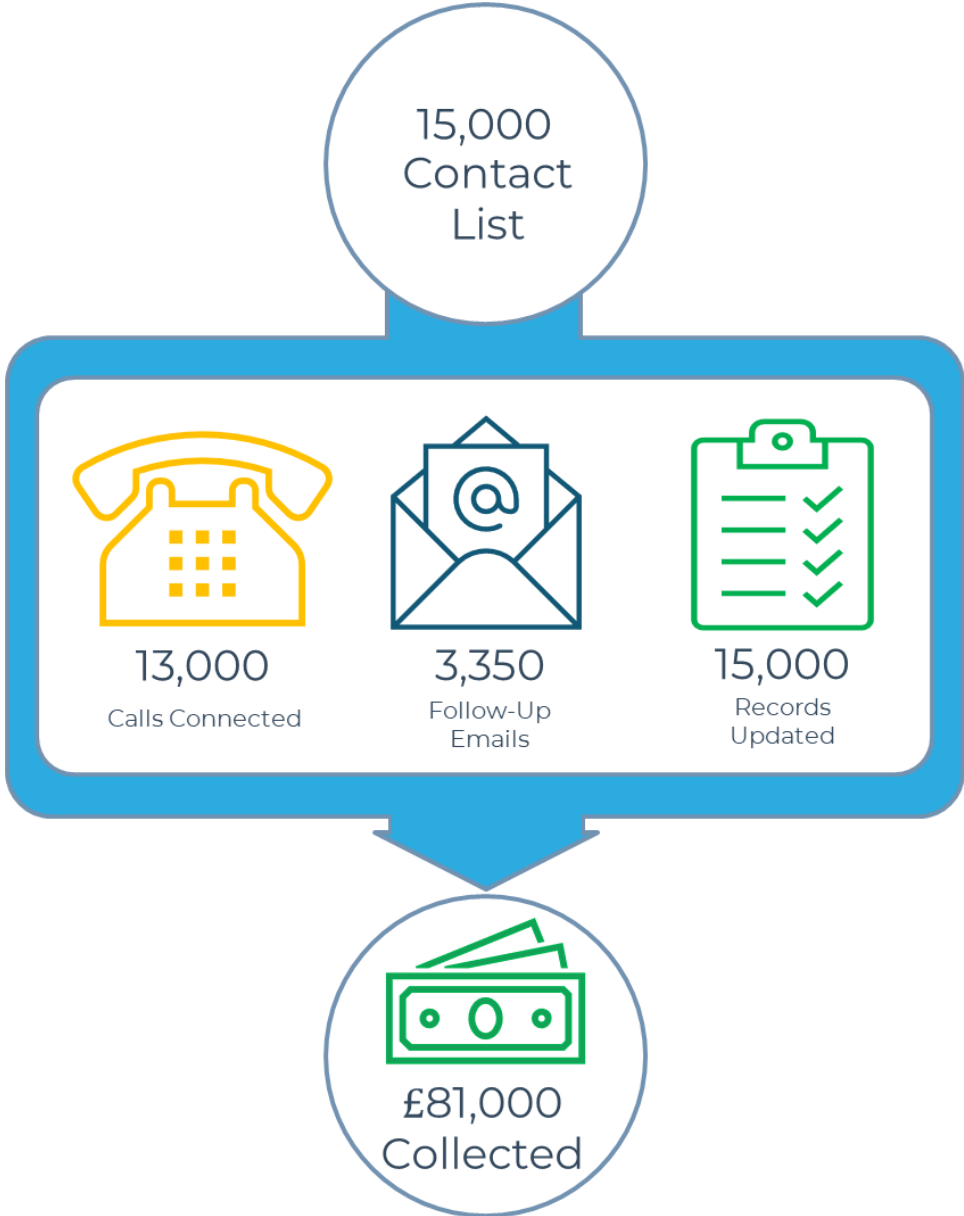 15,000
Contact
List
13,000
Calls Connected
3,350
Follow-Up
Emails
15,000
Records
Updated
£81,000
Collected